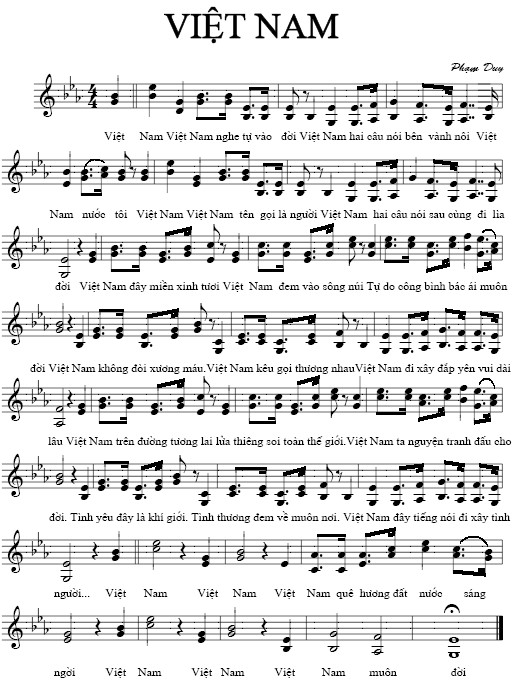 VIỆT NAM
Phạm Duy
Việt Nam Việt Nam nghe tự vào đời Việt Nam hai câu nói bên vành nôi Việt
Nam nước tôi Việt Nam Việt Nam tên gọi là người Việt Nam hai câu nói sau cùng đi lìa
đời Việt Nam đây miền xinh tươi Việt Nam đem vào sông núi Tự do công bình bác ái muôn
đời Việt Nam không đòi xương máu. Việt Nam kêu gọi thương nhau Việt Nam đi xây đắp yên vui dài
lâu Việt Nam trên đường tương lai lửa thiêng soi toàn thế giới. Việt Nam ta nguyện tranh đấu cho
đời. Tình yêu đây là khí giới. Tình thương đem về muôn nơi. Việt Nam đây tiếng nói đi xây tình
người... Việt Nam Việt Nam Việt Nam quê hương đất nước sáng
ngời Việt Nam Việt Nam Việt Nam muôn đời